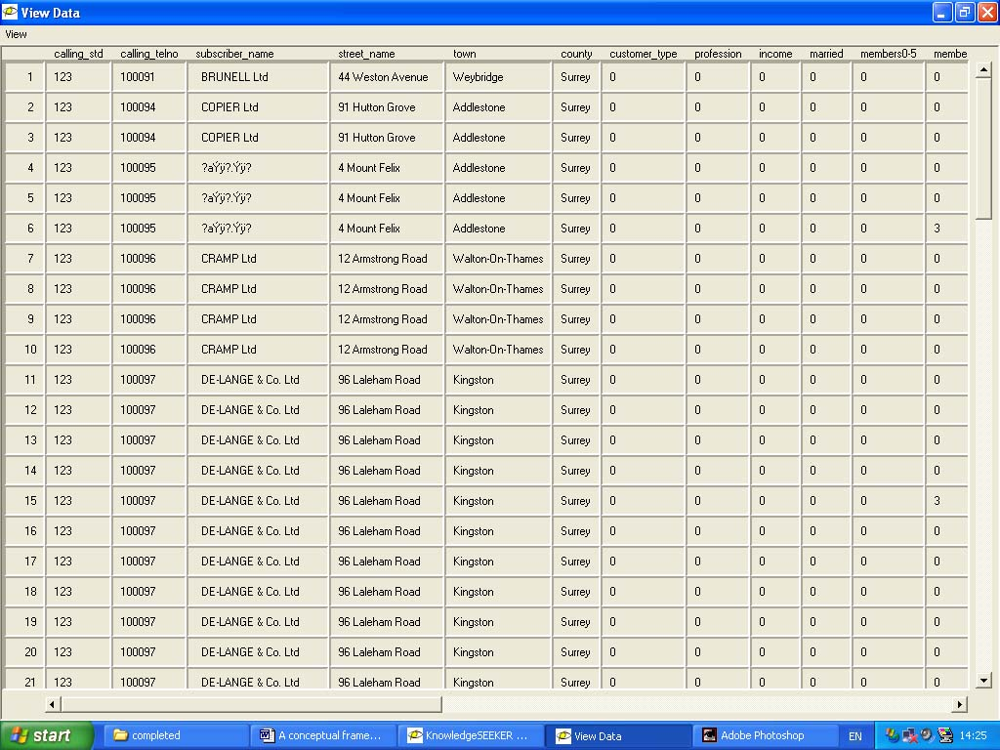 View Data
View
calling_std calling_telno subscriber_name street_name town county customer_type profession income married members0-5 membe
1 123 100091 BRUNELL Ltd 44 Weston Avenue Weybridge Surrey 0 0 0 0 0 0
2 123 100094 COPIER Ltd 91 Hutton Grove Addlestone Surrey 0 0 0 0 0 0
3 123 100094 COPIER Ltd 91 Hutton Grove Addlestone Surrey 0 0 0 0 0 0
4 123 100095 ?aÝÿ?.Ýÿ? 4 Mount Felix Addlestone Surrey 0 0 0 0 0 0
5 123 100095 ?aÝÿ?.Ýÿ? 4 Mount Felix Addlestone Surrey 0 0 0 0 0 0
6 123 100095 ?aÝÿ?.Ýÿ? 4 Mount Felix Addlestone Surrey 0 0 0 0 0 3
7 123 100096 CRAMP Ltd 12 Armstrong Road Walton-On-Thames Surrey 0 0 0 0 0 0
8 123 100096 CRAMP Ltd 12 Armstrong Road Walton-On-Thames Surrey 0 0 0 0 0 0
9 123 100096 CRAMP Ltd 12 Armstrong Road Walton-On-Thames Surrey 0 0 0 0 0 0
10 123 100096 CRAMP Ltd 12 Armstrong Road Walton-On-Thames Surrey 0 0 0 0 0 0
11 123 100097 DE-LANGE & Co. Ltd 96 Laleham Road Kingston Surrey 0 0 0 0 0 0
12 123 100097 DE-LANGE & Co. Ltd 96 Laleham Road Kingston Surrey 0 0 0 0 0 0
13 123 100097 DE-LANGE & Co. Ltd 96 Laleham Road Kingston Surrey 0 0 0 0 0 0
14 123 100097 DE-LANGE & Co. Ltd 96 Laleham Road Kingston Surrey 0 0 0 0 0 0
15 123 100097 DE-LANGE & Co. Ltd 96 Laleham Road Kingston Surrey 0 0 0 0 0 3
16 123 100097 DE-LANGE & Co. Ltd 96 Laleham Road Kingston Surrey 0 0 0 0 0 0
17 123 100097 DE-LANGE & Co. Ltd 96 Laleham Road Kingston Surrey 0 0 0 0 0 0
18 123 100097 DE-LANGE & Co. Ltd 96 Laleham Road Kingston Surrey 0 0 0 0 0 0
19 123 100097 DE-LANGE & Co. Ltd 96 Laleham Road Kingston Surrey 0 0 0 0 0 0
20 123 100097 DE-LANGE & Co. Ltd 96 Laleham Road Kingston Surrey 0 0 0 0 0 0
21 123 100097 DE-LANGE & Co. Ltd 96 Laleham Road Kingston Surrey 0 0 0 0 0 0
start completed A conceptual frame... KnowledgeSEEKER ... View Data Adobe Photoshop EN 14:25